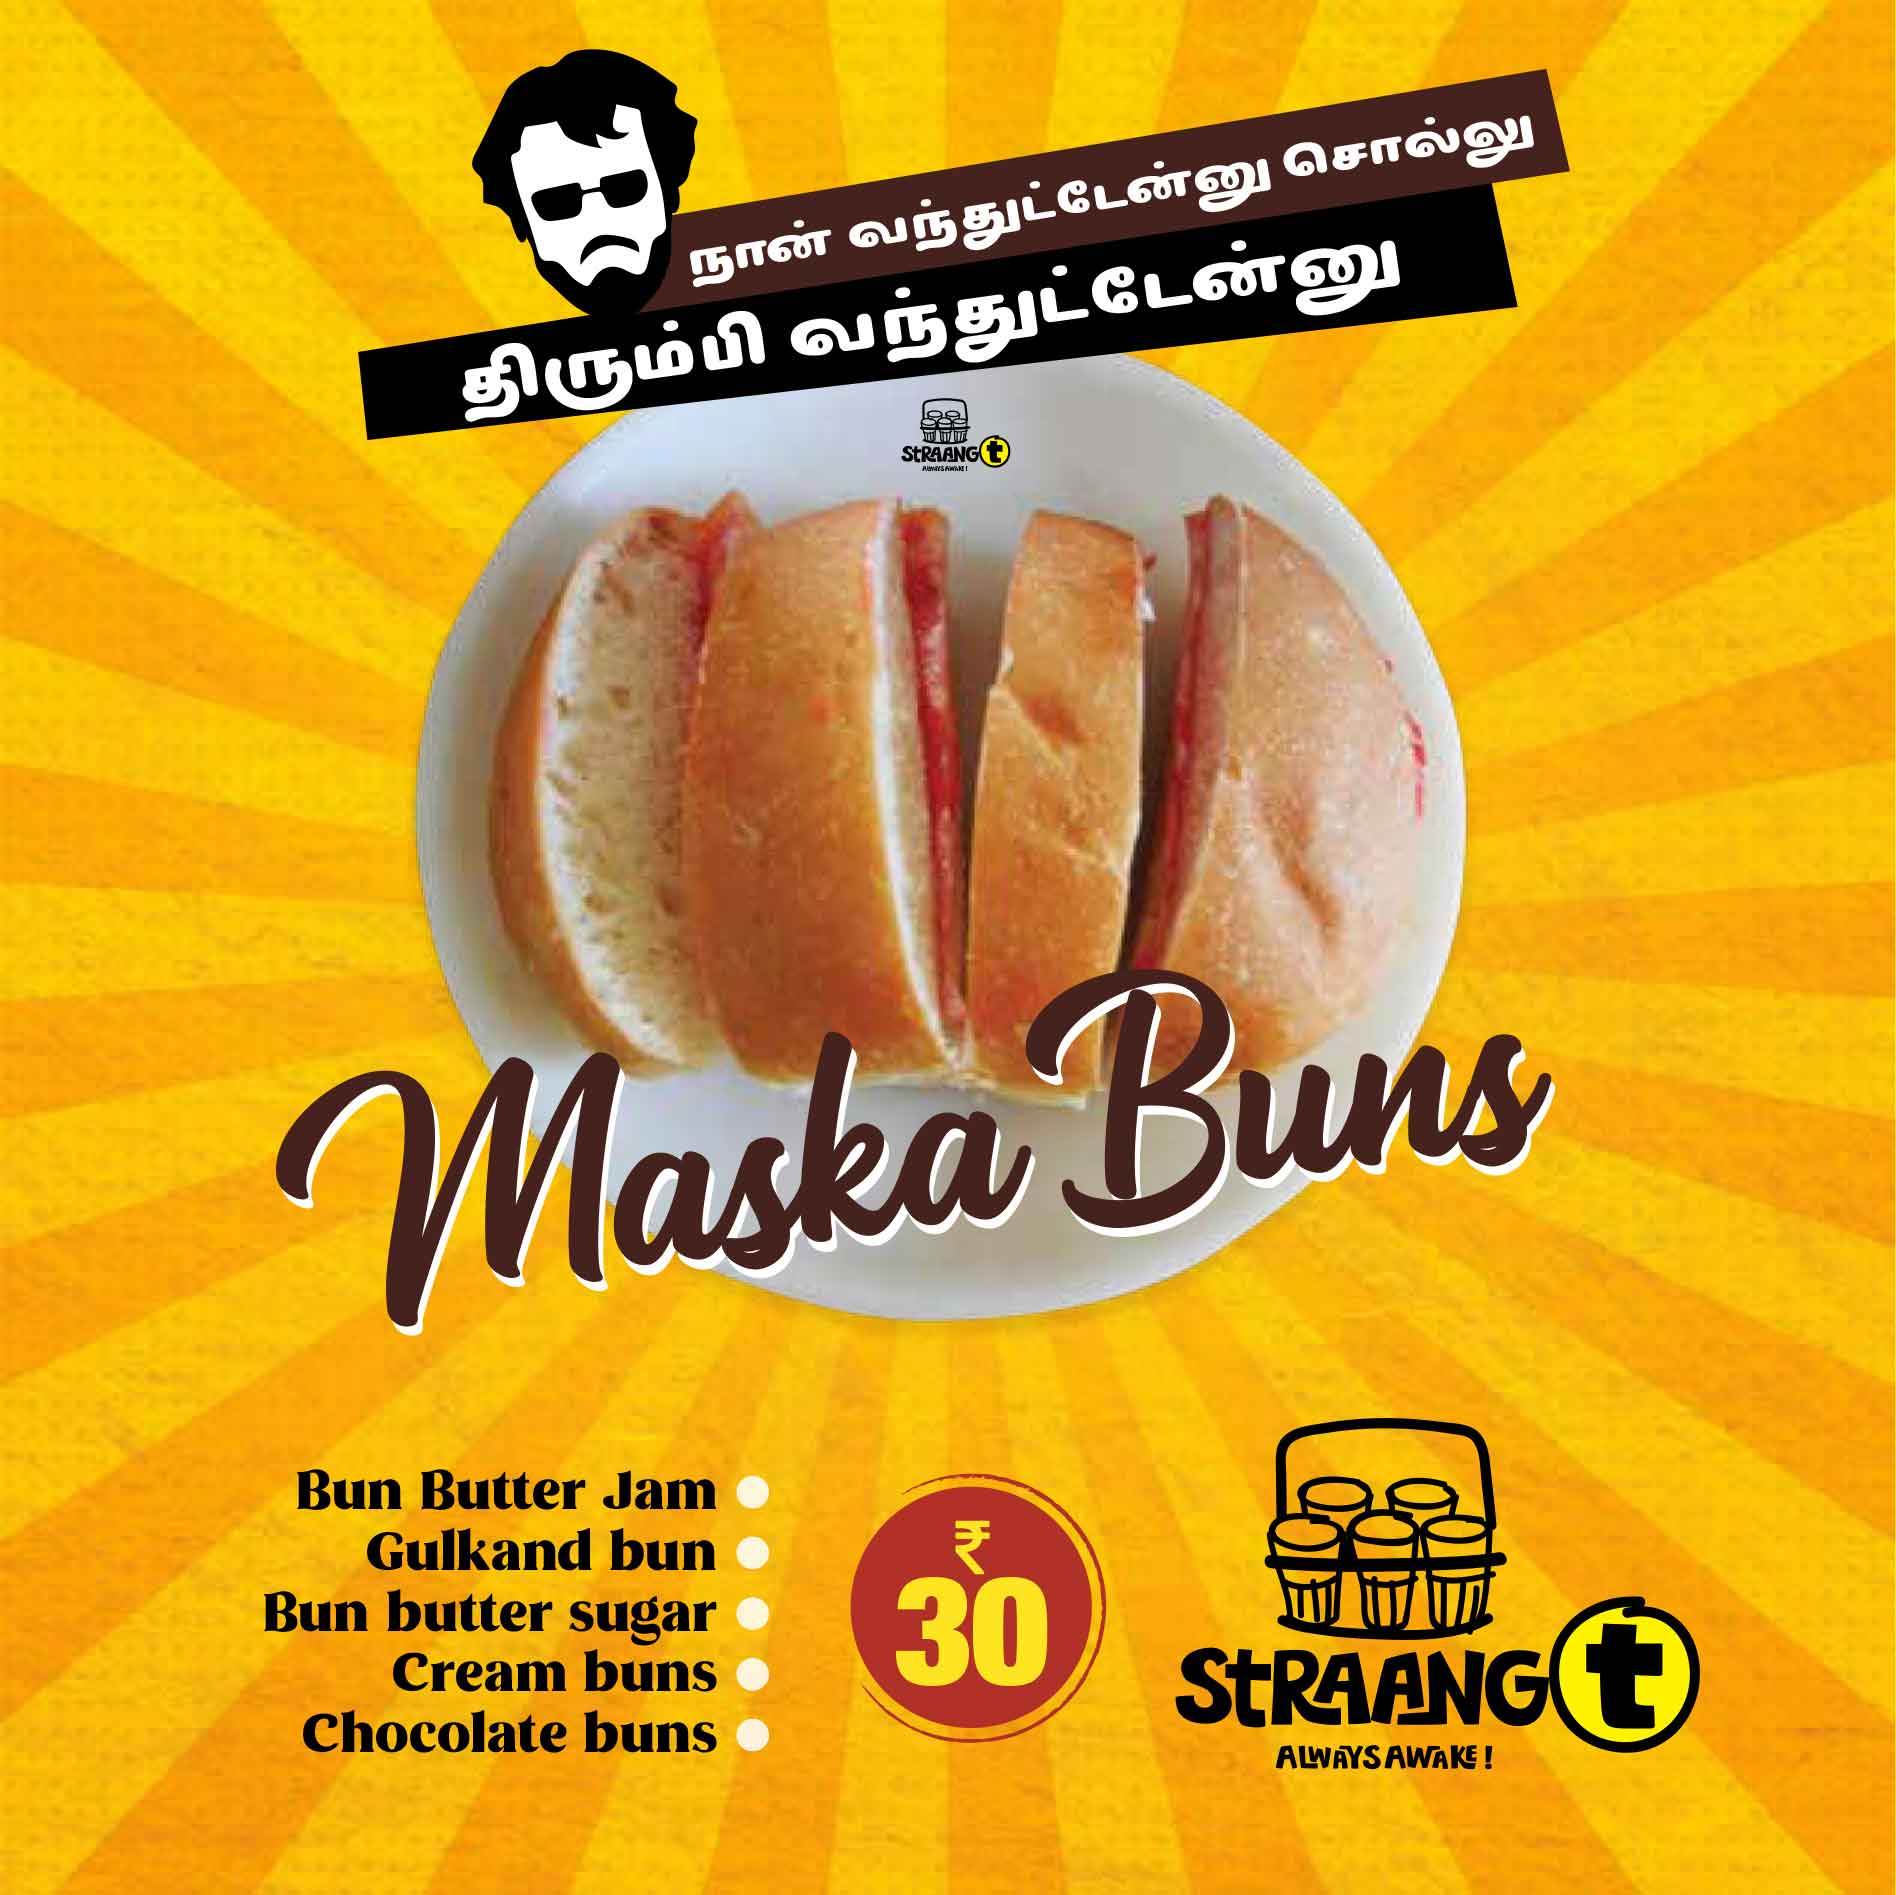 நான் வந்துட்டேன்னு சொல்லு
திரும்பி வந்துட்டேன்னு
StRAANG t
ALWAYS AWAKE!
Maska Buns
Bun Butter Jam
Gulkand bun
Bun butter sugar
Cream buns
Chocolate buns
₹
30
StRAANG t
ALWAYS AWAKE!